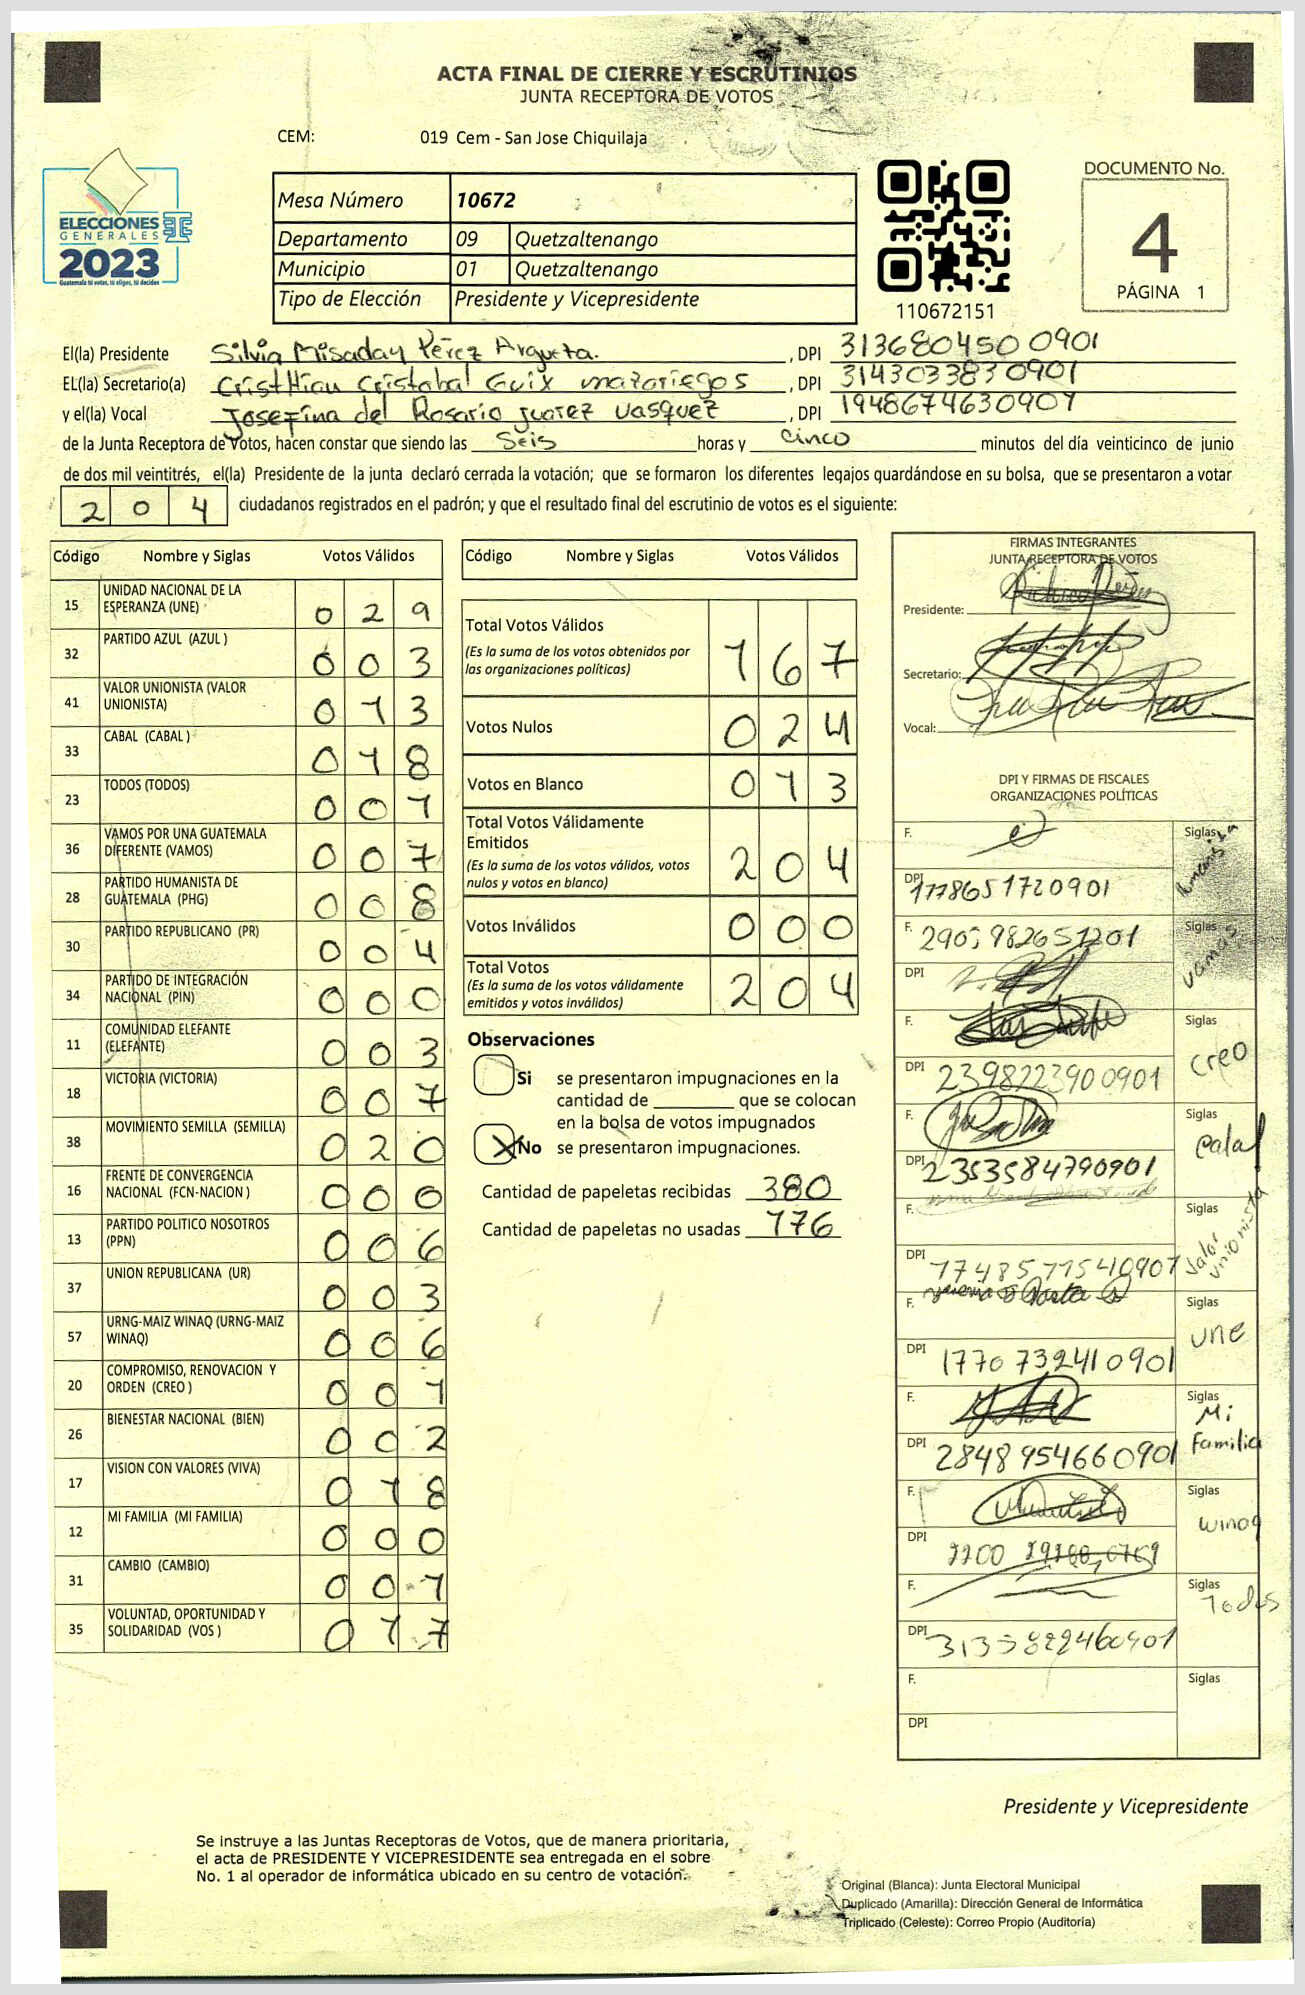 ACTA FINAL DE CIERRE Y ESCRUTINIOS
JUNTA RECEPTORA DE VOTOS
CEM: 019 Cem - San Jose Chiquilaja
ELECCIONES
GENERALES
2023
Guatemala tú votas, tú eliges, tú decides
Mesa Número 10672
Departamento 09 Quetzaltenango
Municipio 01 Quetzaltenango
Tipo de Elección Presidente y Vicepresidente
110672151
DOCUMENTO No.
4
PÁGINA 1
El(la) Presidente Silvia Misaday Pérez Argueta. , DPI 313680450 0901
EL(la) Secretario(a) Cristhian Cristobal Guix mazariegos , DPI 314303383 0901
y el(la) Vocal Josefina del Rosario juarez vasquez , DPI 1948674630901
de la Junta Receptora de Votos, hacen constar que siendo las Seis horas y cinco minutos del día veinticinco de junio
de dos mil veintitrés, el(la) Presidente de la junta declaró cerrada la votación; que se formaron los diferentes legajos guardándose en su bolsa, que se presentaron a votar
2 0 4 ciudadanos registrados en el padrón; y que el resultado final del escrutinio de votos es el siguiente:
Código Nombre y Siglas Votos Válidos
15 UNIDAD NACIONAL DE LA ESPERANZA (UNE) 0 2 9
32 PARTIDO AZUL (AZUL ) 0 0 3
41 VALOR UNIONISTA (VALOR UNIONISTA) 0 1 3
33 CABAL (CABAL ) 0 1 8
23 TODOS (TODOS) 0 0 1
36 VAMOS POR UNA GUATEMALA DIFERENTE (VAMOS) 0 0 7
28 PARTIDO HUMANISTA DE GUATEMALA (PHG) 0 0 8
30 PARTIDO REPUBLICANO (PR) 0 0 4
34 PARTIDO DE INTEGRACIÓN NACIONAL (PIN) 0 0 0
11 COMUNIDAD ELEFANTE (ELEFANTE) 0 0 3
18 VICTORIA (VICTORIA) 0 0 7
38 MOVIMIENTO SEMILLA (SEMILLA) 0 2 0
16 FRENTE DE CONVERGENCIA NACIONAL (FCN-NACION ) 0 0 0
13 PARTIDO POLITICO NOSOTROS (PPN) 0 0 6
37 UNION REPUBLICANA (UR) 0 0 3
57 URNG-MAIZ WINAQ (URNG-MAIZ WINAQ) 0 0 6
20 COMPROMISO, RENOVACION Y ORDEN (CREO ) 0 0 1
26 BIENESTAR NACIONAL (BIEN) 0 0 2
17 VISION CON VALORES (VIVA) 0 1 8
12 MI FAMILIA (MI FAMILIA) 0 0 0
31 CAMBIO (CAMBIO) 0 0 1
35 VOLUNTAD, OPORTUNIDAD Y SOLIDARIDAD (VOS ) 0 1 7
Código Nombre y Siglas Votos Válidos
Total Votos Válidos
(Es la suma de los votos obtenidos por las organizaciones políticas) 1 6 7
Votos Nulos 0 2 4
Votos en Blanco 0 1 3
Total Votos Válidamente Emitidos
(Es la suma de los votos válidos, votos nulos y votos en blanco) 2 0 4
Votos Inválidos 0 0 0
Total Votos
(Es la suma de los votos válidamente emitidos y votos inválidos) 2 0 4
Observaciones
Si se presentaron impugnaciones en la
cantidad de ________ que se colocan
en la bolsa de votos impugnados
X No se presentaron impugnaciones.
Cantidad de papeletas recibidas 380
Cantidad de papeletas no usadas 176
FIRMAS INTEGRANTES
JUNTA RECEPTORA DE VOTOS
Presidente:
Secretario:
Vocal:
DPI Y FIRMAS DE FISCALES
ORGANIZACIONES POLÍTICAS
F. Siglas
DPI 1778651720901
F. Siglas vamos
DPI
F. Siglas creo
DPI 2398223900901
F. Siglas
DPI 2353584790901
F. Siglas Valor unionista
DPI 1748571540901
F. Siglas une
DPI 1770732410901
F. Siglas Mi Familia
DPI 2848954660901
F. Siglas winaq
DPI
F. Siglas Todos
DPI
F. Siglas
DPI
Presidente y Vicepresidente
Se instruye a las Juntas Receptoras de Votos, que de manera prioritaria,
el acta de PRESIDENTE Y VICEPRESIDENTE sea entregada en el sobre
No. 1 al operador de informática ubicado en su centro de votación.
Original (Blanca): Junta Electoral Municipal
Duplicado (Amarilla): Dirección General de Informática
Triplicado (Celeste): Correo Propio (Auditoría)